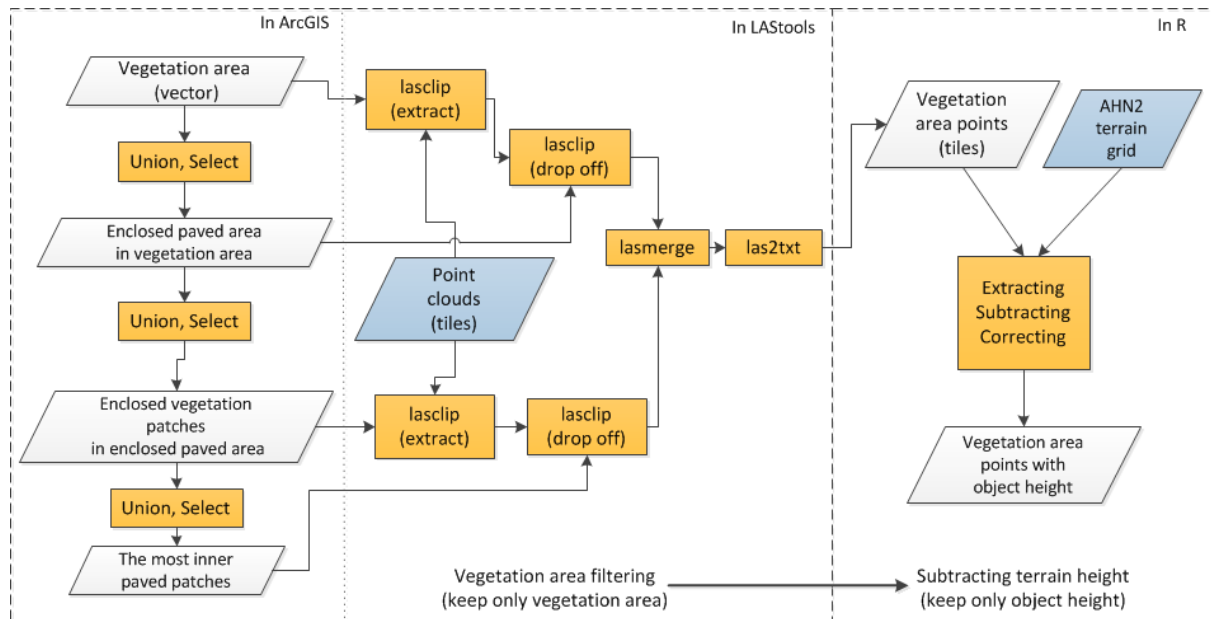 In ArcGIS
Vegetation area
(vector)
Union, Select
Enclosed paved area
in vegetation area
Union, Select
Enclosed vegetation
patches
in enclosed paved area
Union, Select
The most inner
paved patches
In LAStools
lasclip
(extract)
lasclip
(drop off)
Point
clouds
(tiles)
lasmerge
las2txt
lasclip
(extract)
lasclip
(drop off)
Vegetation area filtering
(keep only vegetation area)
In R
Vegetation
area points
(tiles)
AHN2
terrain
grid
Extracting
Subtracting
Correcting
Vegetation area
points with
object height
Subtracting terrain height
(keep only object height)